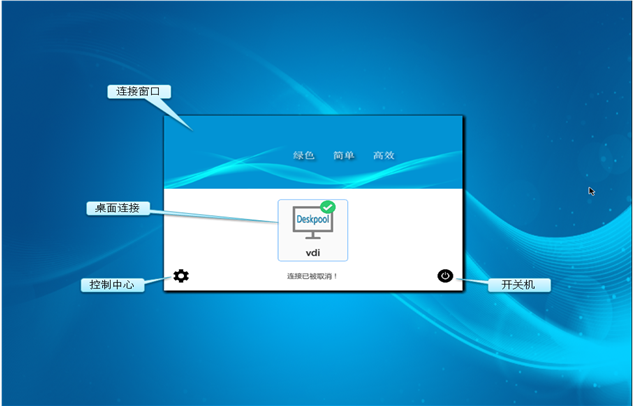 连接窗口
绿色 简单 高效
桌面连接
Deskpool
vdi
控制中心
连接已被取消！
开关机